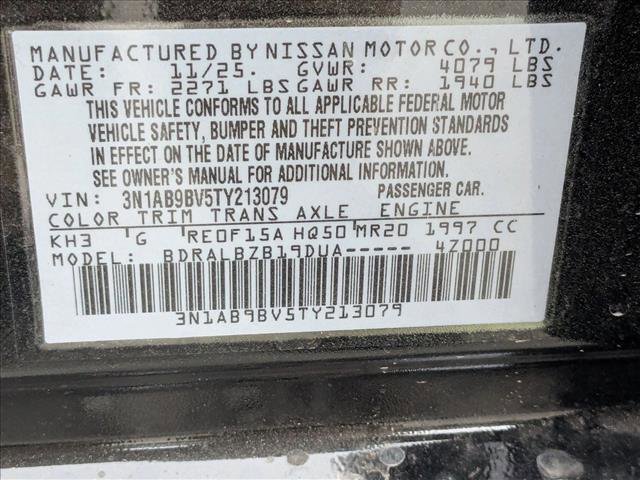 MANUFACTURED BY NISSAN MOTOR CO., LTD.
DATE: 11/25. GVWR: 4079 LBS
GAWR FR: 2271 LBS GAWR RR: 1940 LBS
THIS VEHICLE CONFORMS TO ALL APPLICABLE FEDERAL MOTOR
VEHICLE SAFETY, BUMPER AND THEFT PREVENTION STANDARDS
IN EFFECT ON THE DATE OF MANUFACTURE SHOWN ABOVE.
SEE OWNER'S MANUAL FOR ADDITIONAL INFORMATION.
VIN: 3N1AB9BV5TY213079 PASSENGER CAR.
COLOR TRIM TRANS AXLE ENGINE
KH3 G RE0F15A HQ50 MR20 1997 CC
MODEL: BDRALBZB19DUA----- 4Z000
3N1AB9BV5TY213079